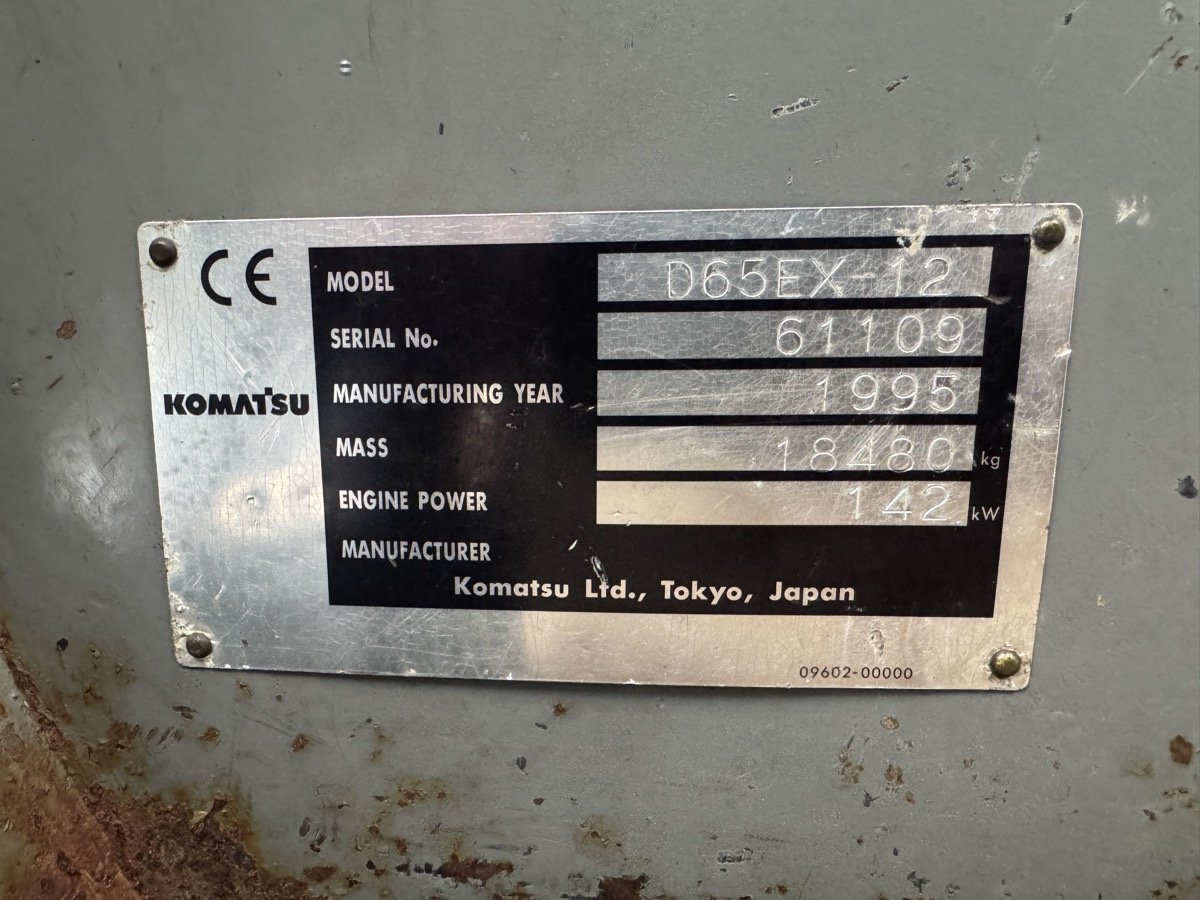 CE
KOMATSU
MODEL D65EX-12
SERIAL No. 61109
MANUFACTURING YEAR 1995
MASS 18480 kg
ENGINE POWER 142 kW
MANUFACTURER
Komatsu Ltd., Tokyo, Japan
09602-00000